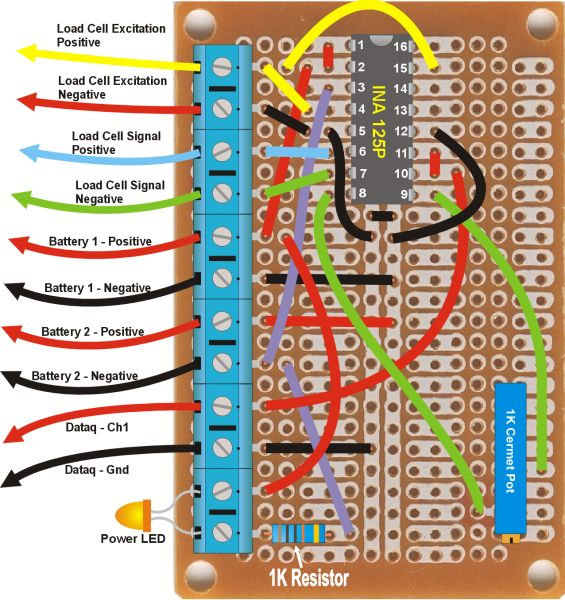 Load Cell Excitation
Positive
Load Cell Excitation
Negative
Load Cell Signal
Positive
Load Cell Signal
Negative
Battery 1 - Positive
Battery 1 - Negative
Battery 2 - Positive
Battery 2 - Negative
Dataq - Ch1
Dataq - Gnd
Power LED
1K Resistor
INA 125P
1 16
2 15
3 14
4 13
5 12
6 11
7 10
8 9
1K Cermet Pot